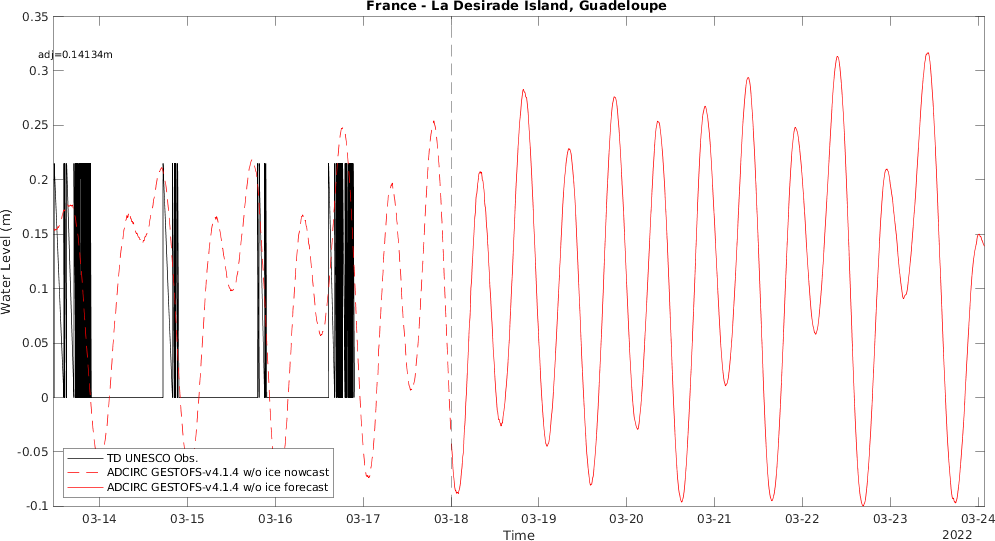 France - La Desirade Island, Guadeloupe
adj=0.14134m
0.35
0.3
0.25
0.2
0.15
0.1
0.05
0
-0.05
-0.1
Water Level (m)
TD UNESCO Obs.
ADCIRC GESTOFS-v4.1.4 w/o ice nowcast
ADCIRC GESTOFS-v4.1.4 w/o ice forecast
03-14 03-15 03-16 03-17 03-18 03-19 03-20 03-21 03-22 03-23 03-24
Time
2022